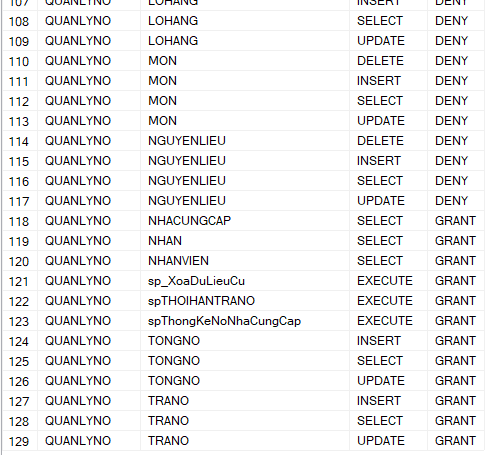 107 QUANLYNO LOHANG INSERT DENY
108 QUANLYNO LOHANG SELECT DENY
109 QUANLYNO LOHANG UPDATE DENY
110 QUANLYNO MON DELETE DENY
111 QUANLYNO MON INSERT DENY
112 QUANLYNO MON SELECT DENY
113 QUANLYNO MON UPDATE DENY
114 QUANLYNO NGUYENLIEU DELETE DENY
115 QUANLYNO NGUYENLIEU INSERT DENY
116 QUANLYNO NGUYENLIEU SELECT DENY
117 QUANLYNO NGUYENLIEU UPDATE DENY
118 QUANLYNO NHACUNGCAP SELECT GRANT
119 QUANLYNO NHAN SELECT GRANT
120 QUANLYNO NHANVIEN SELECT GRANT
121 QUANLYNO sp_XoaDuLieuCu EXECUTE GRANT
122 QUANLYNO spTHOIHANTRANO EXECUTE GRANT
123 QUANLYNO spThongKeNoNhaCungCap EXECUTE GRANT
124 QUANLYNO TONGNO INSERT GRANT
125 QUANLYNO TONGNO SELECT GRANT
126 QUANLYNO TONGNO UPDATE GRANT
127 QUANLYNO TRANO INSERT GRANT
128 QUANLYNO TRANO SELECT GRANT
129 QUANLYNO TRANO UPDATE GRANT